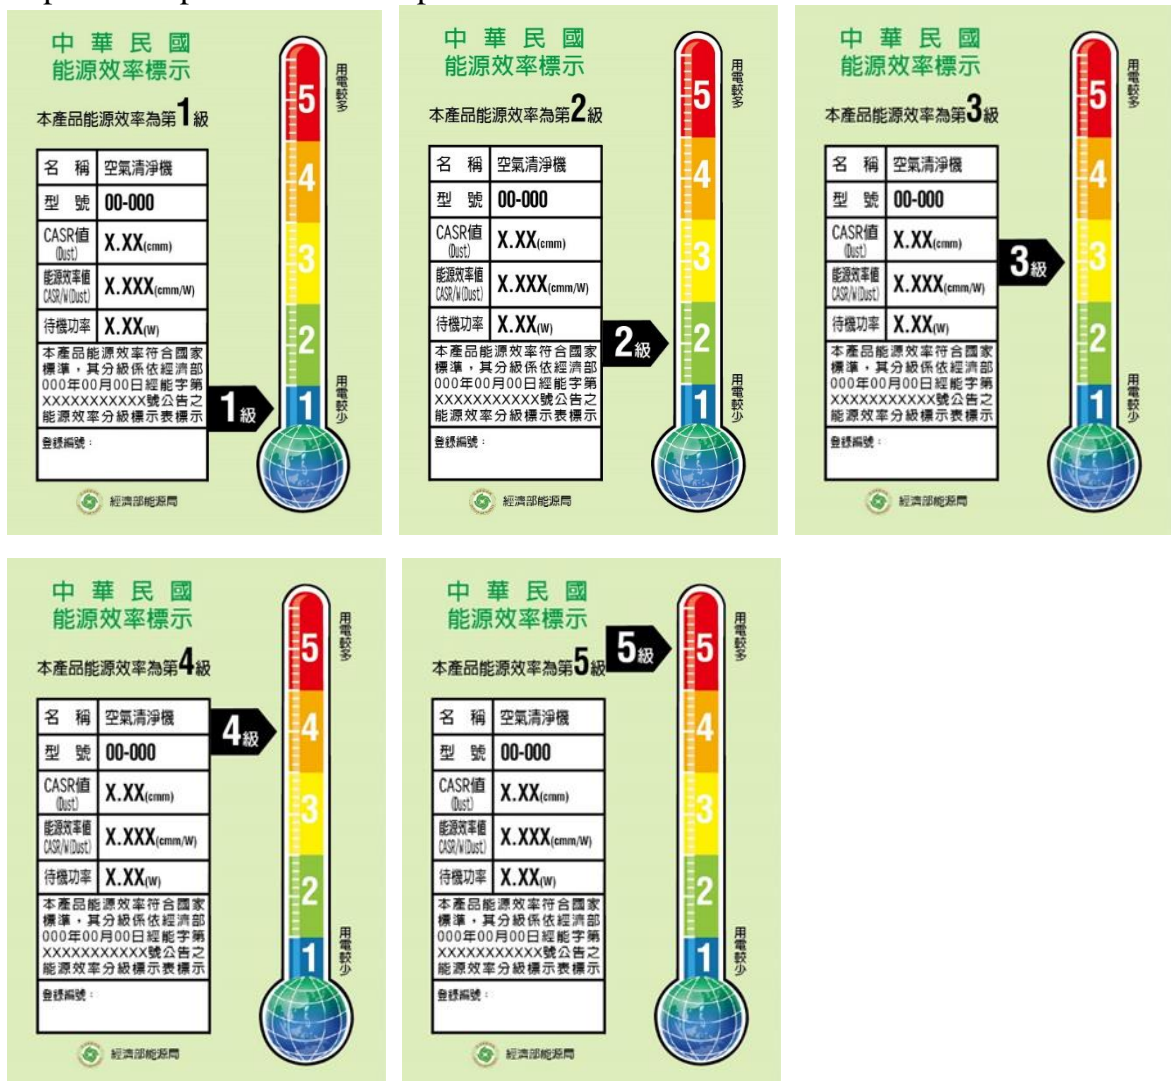 中華民國
能源效率標示
本產品能源效率為第1級
名稱 空氣清淨機
型號 00-000
CASR值(Dust) X.XX(cmm)
能源效率值CASR/W(Dust) X.XXX(cmm/W)
待機功率 X.XX(W)
本產品能源效率符合國家
標準，其分級係依經濟部
000年00月00日經能字第
XXXXXXXXXXX號公告之
能源效率分級標示表標示
登錄編號：
經濟部能源局
1級
用電較多
5
4
3
2
1
用電較少
中華民國
能源效率標示
本產品能源效率為第2級
名稱 空氣清淨機
型號 00-000
CASR值(Dust) X.XX(cmm)
能源效率值CASR/W(Dust) X.XXX(cmm/W)
待機功率 X.XX(W)
本產品能源效率符合國家
標準，其分級係依經濟部
000年00月00日經能字第
XXXXXXXXXXX號公告之
能源效率分級標示表標示
登錄編號：
經濟部能源局
2級
用電較多
5
4
3
2
1
用電較少
中華民國
能源效率標示
本產品能源效率為第3級
名稱 空氣清淨機
型號 00-000
CASR值(Dust) X.XX(cmm)
能源效率值CASR/W(Dust) X.XXX(cmm/W)
待機功率 X.XX(W)
本產品能源效率符合國家
標準，其分級係依經濟部
000年00月00日經能字第
XXXXXXXXXXX號公告之
能源效率分級標示表標示
登錄編號：
經濟部能源局
3級
用電較多
5
4
3
2
1
用電較少
中華民國
能源效率標示
本產品能源效率為第4級
名稱 空氣清淨機
型號 00-000
CASR值(Dust) X.XX(cmm)
能源效率值CASR/W(Dust) X.XXX(cmm/W)
待機功率 X.XX(W)
本產品能源效率符合國家
標準，其分級係依經濟部
000年00月00日經能字第
XXXXXXXXXXX號公告之
能源效率分級標示表標示
登錄編號：
經濟部能源局
4級
用電較多
5
4
3
2
1
用電較少
中華民國
能源效率標示
本產品能源效率為第5級
名稱 空氣清淨機
型號 00-000
CASR值(Dust) X.XX(cmm)
能源效率值CASR/W(Dust) X.XXX(cmm/W)
待機功率 X.XX(W)
本產品能源效率符合國家
標準，其分級係依經濟部
000年00月00日經能字第
XXXXXXXXXXX號公告之
能源效率分級標示表標示
登錄編號：
經濟部能源局
5級
用電較多
5
4
3
2
1
用電較少